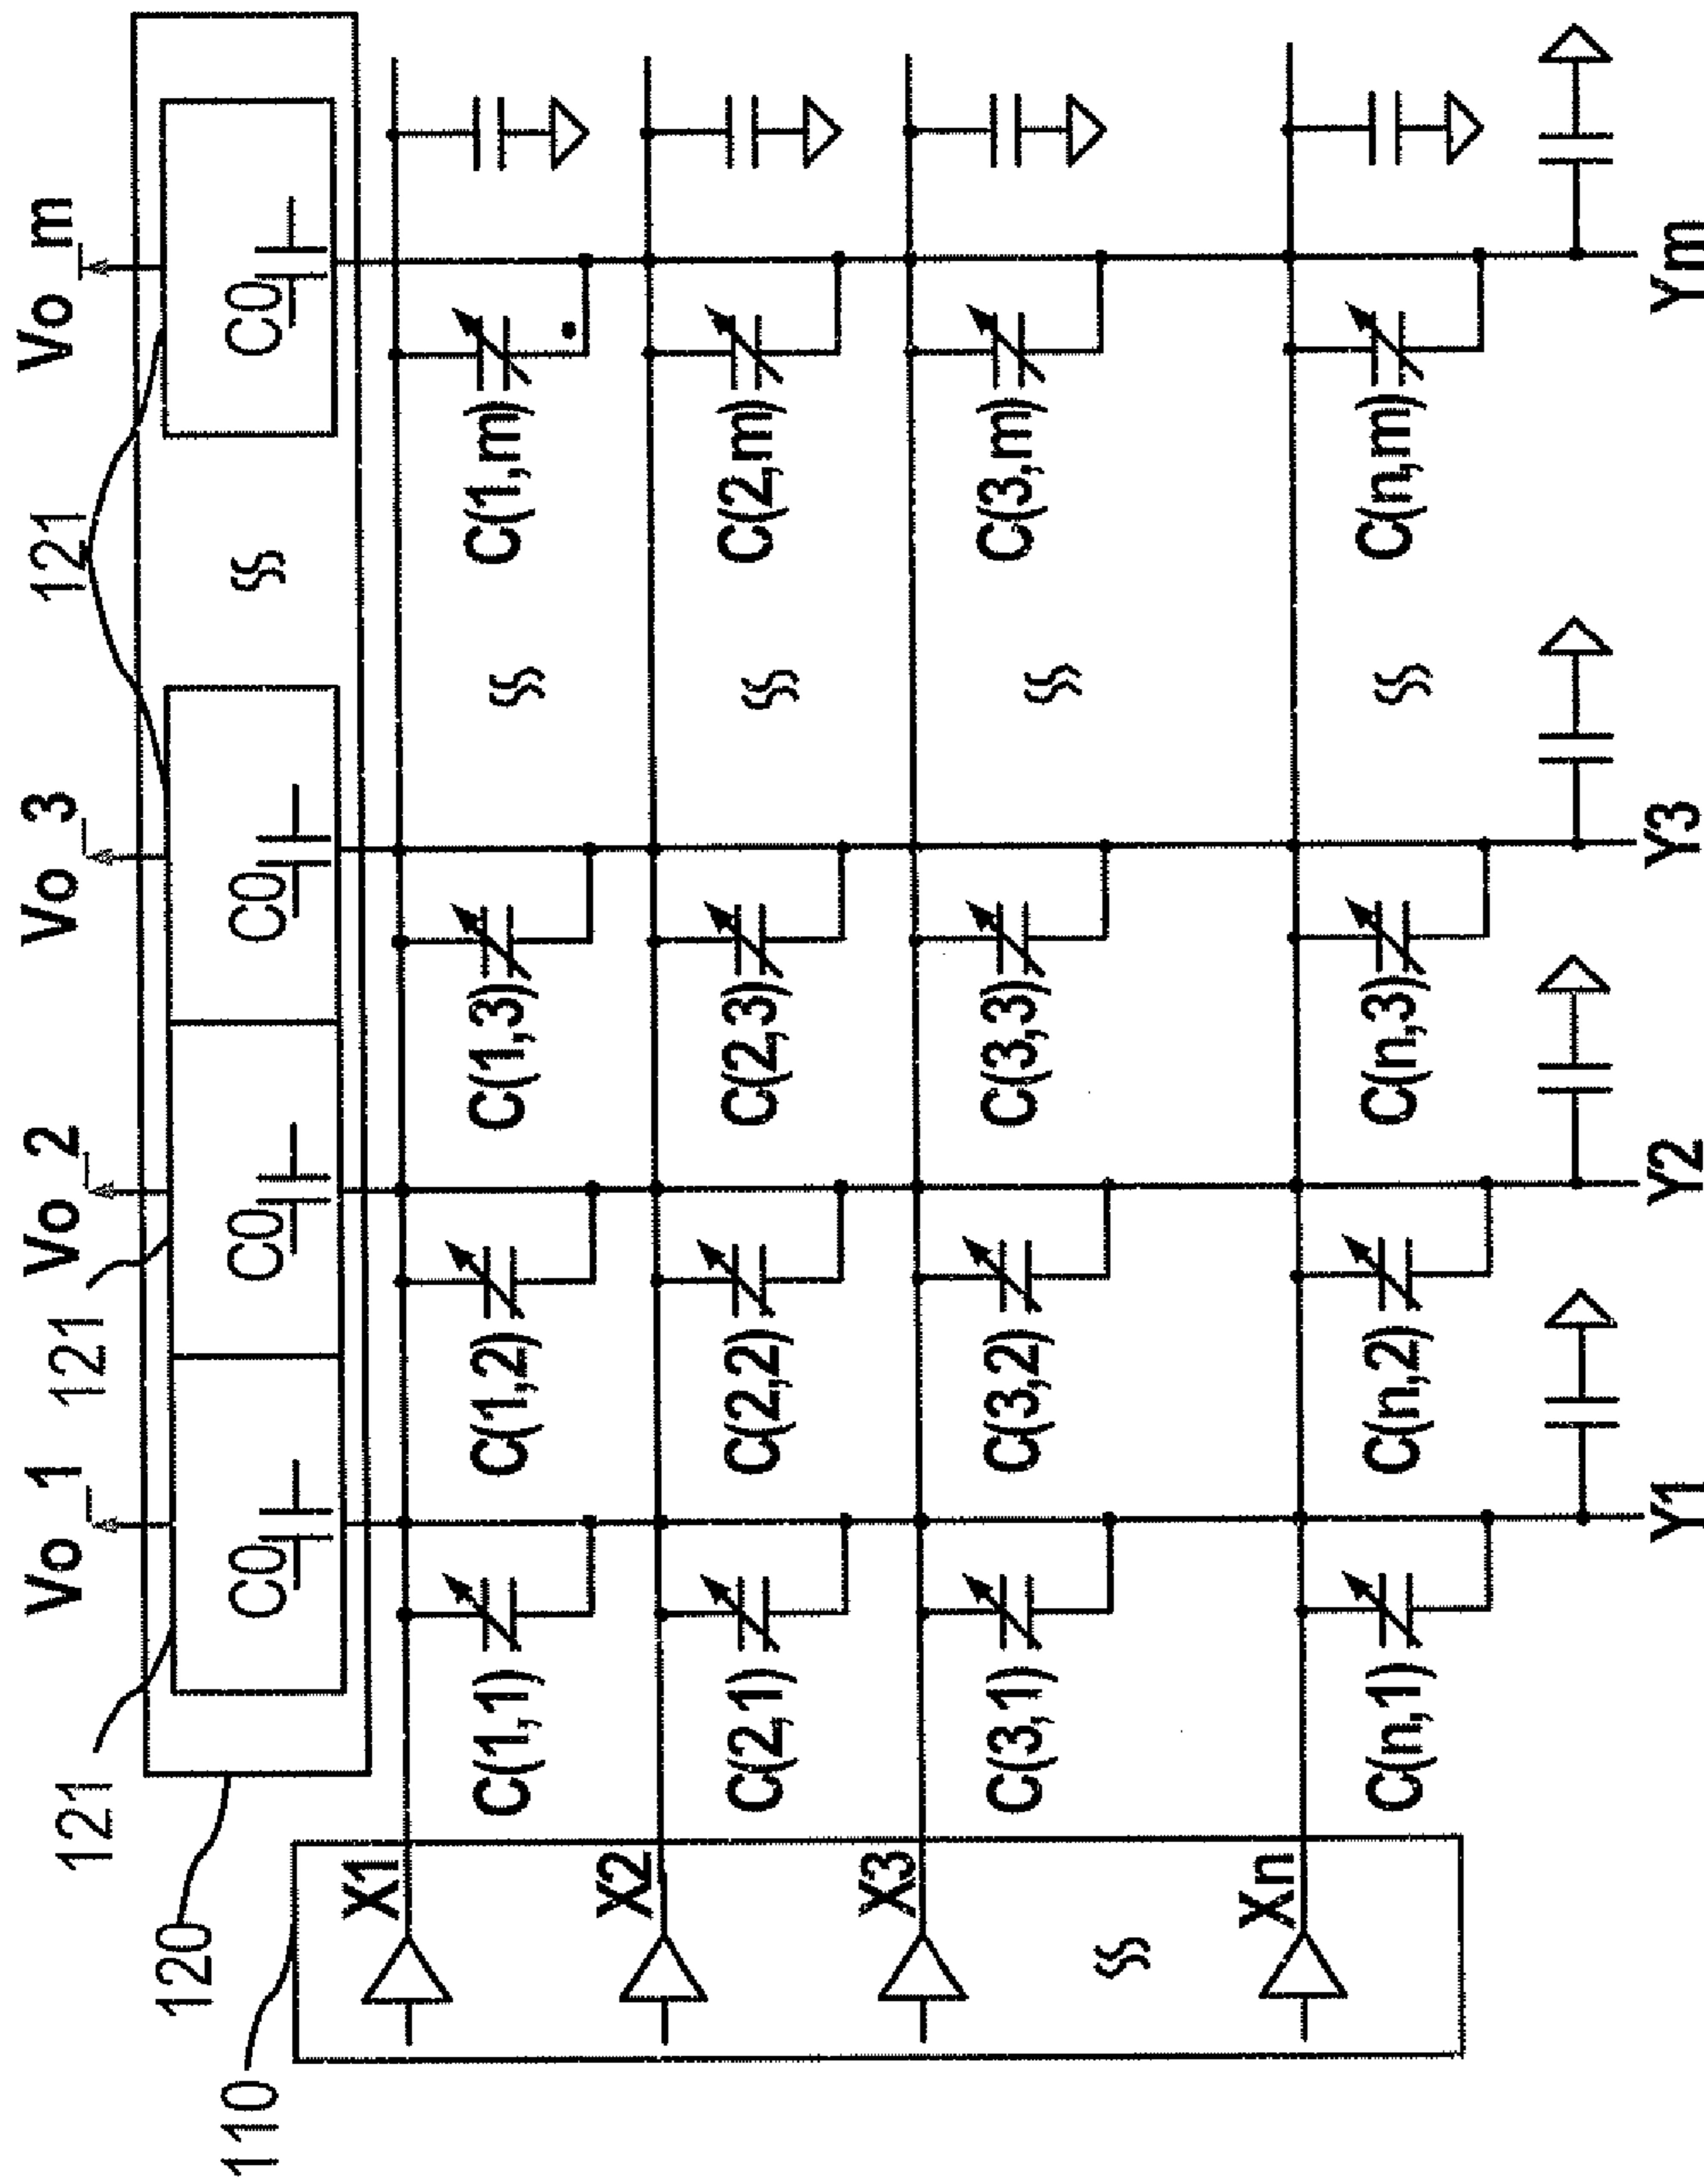 Vo_1 Vo_2 Vo_3 Vo_m
121 121 121
120
110
C0 C0 C0 C0
X1
C(1,1) C(1,2) C(1,3) C(1,m)
X2
C(2,1) C(2,2) C(2,3) C(2,m)
X3
C(3,1) C(3,2) C(3,3) C(3,m)
Xn
C(n,1) C(n,2) C(n,3) C(n,m)
Y1 Y2 Y3 Ym